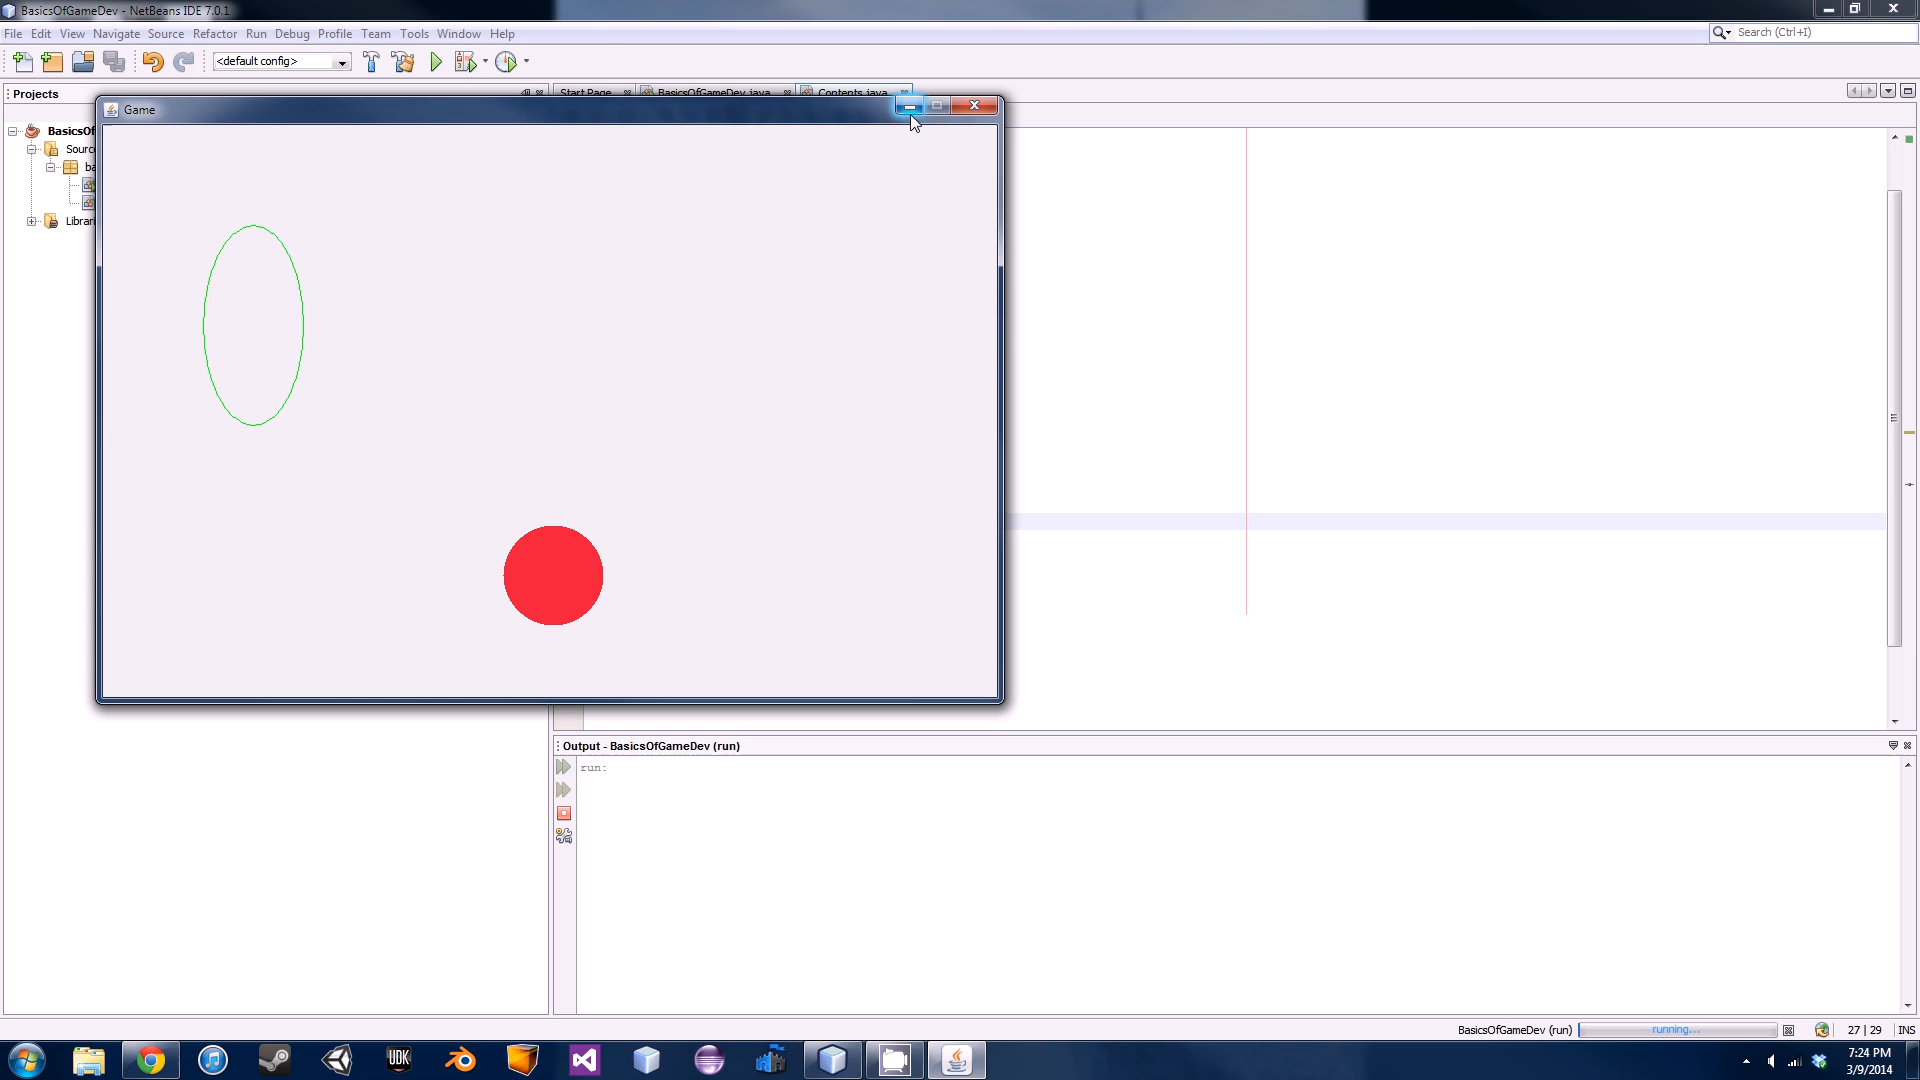 BasicsOfGameDev - NetBeans IDE 7.0.1
File Edit View Navigate Source Refactor Run Debug Profile Team Tools Window Help
Search (Ctrl+I)
<default config>
Projects
Start Page BasicsOfGameDev.java Contents.java
Game
BasicsOf
Sourc
ba
Librari
Output - BasicsOfGameDev (run)
run:
BasicsOfGameDev (run) running... 27 | 29 INS
UDK
7:24 PM
3/9/2014